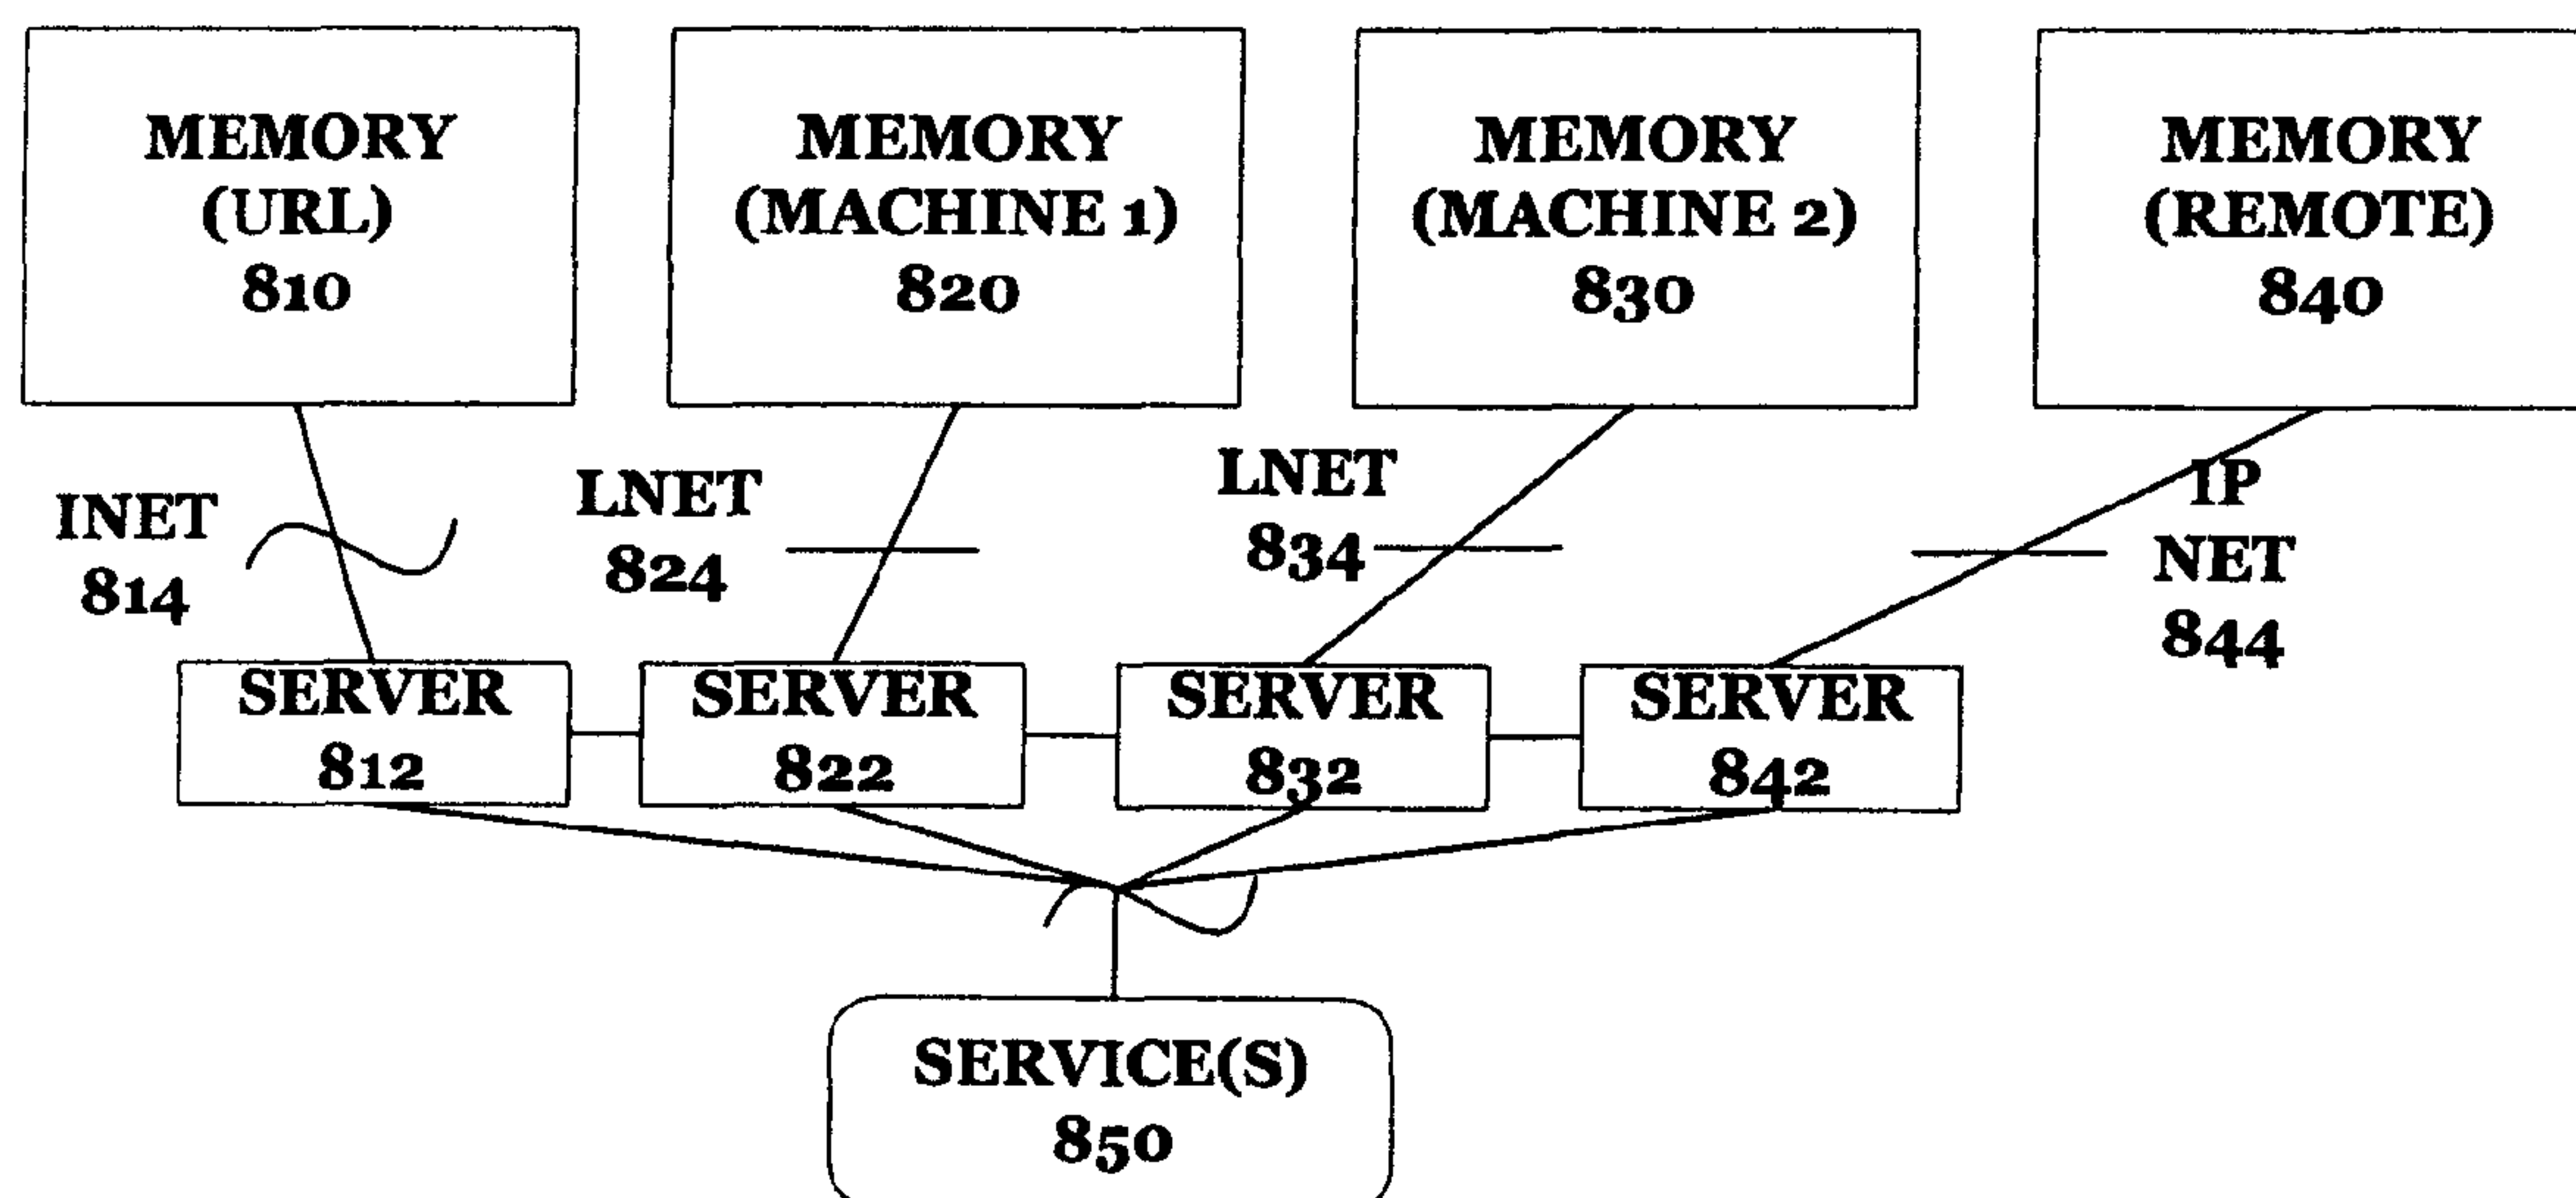 MEMORY
(URL)
810
MEMORY
(MACHINE 1)
820
MEMORY
(MACHINE 2)
830
MEMORY
(REMOTE)
840
INET
814
LNET
824
LNET
834
IP
NET
844
SERVER
812
SERVER
822
SERVER
832
SERVER
842
SERVICE(S)
850